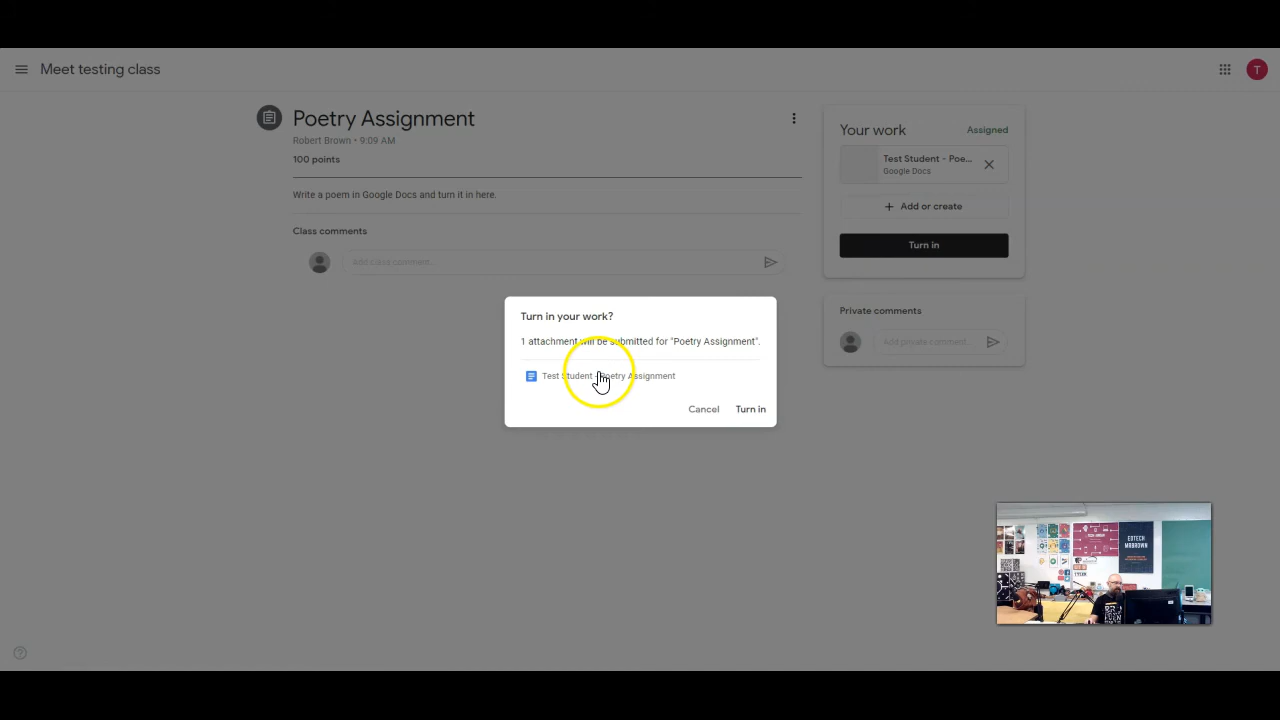 Meet testing class
T
Poetry Assignment
Robert Brown • 9:09 AM
100 points
Write a poem in Google Docs and turn it in here.
Class comments
Add class comment...
Your work
Assigned
Test Student - Poe...
Google Docs
+ Add or create
Turn in
Private comments
Add private comment...
Turn in your work?
1 attachment will be submitted for "Poetry Assignment".
Test Student - Poetry Assignment
Cancel
Turn in
EDTECH
MRBROWN